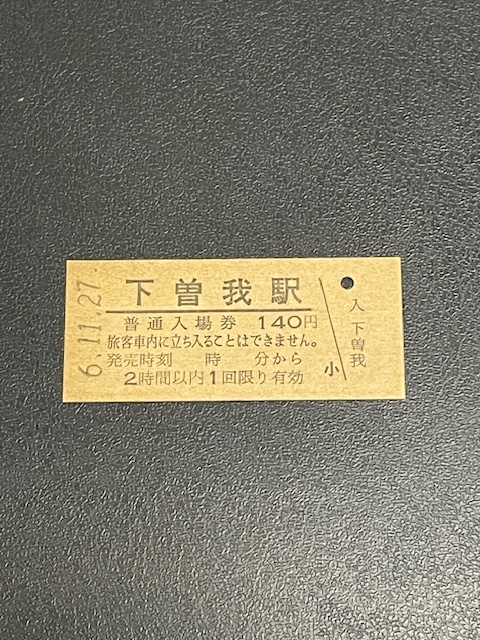 6.11.27.
下曽我駅
普通入場券 140円
旅客車内に立ち入ることはできません。
発売時刻 時 分から
2時間以内1回限り有効
小
入 下曽我